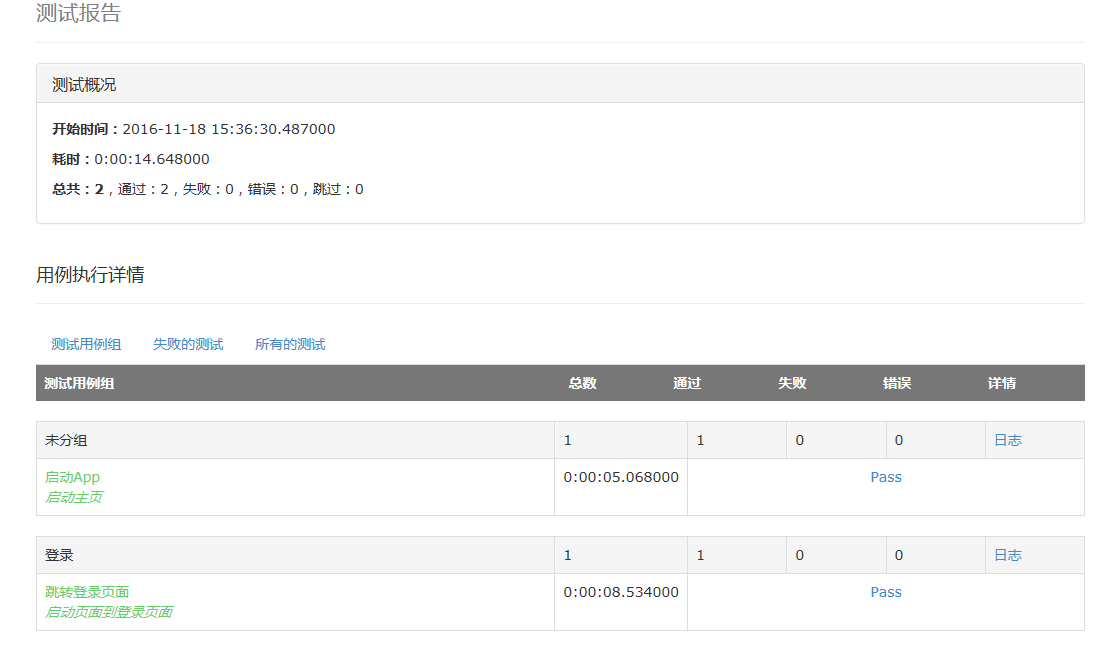 测试报告
测试概况
开始时间：2016-11-18 15:36:30.487000
耗时：0:00:14.648000
总共：2，通过：2，失败：0，错误：0，跳过：0
用例执行详情
测试用例组 失败的测试 所有的测试
测试用例组 总数 通过 失败 错误 详情
未分组 1 1 0 0 日志
启动App 0:00:05.068000 Pass
启动主页
登录 1 1 0 0 日志
跳转登录页面 0:00:08.534000 Pass
启动页面到登录页面